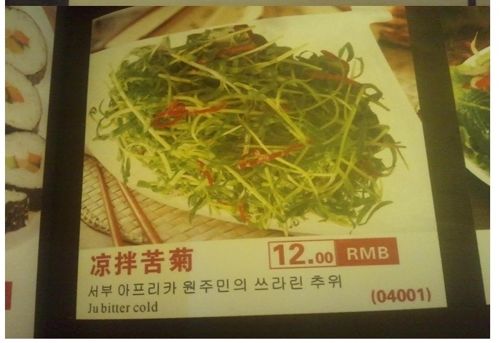 凉拌苦菊
12.00 RMB
서부 아프리카 원주민의 쓰라린 추위
(04001)
Ju bitter cold